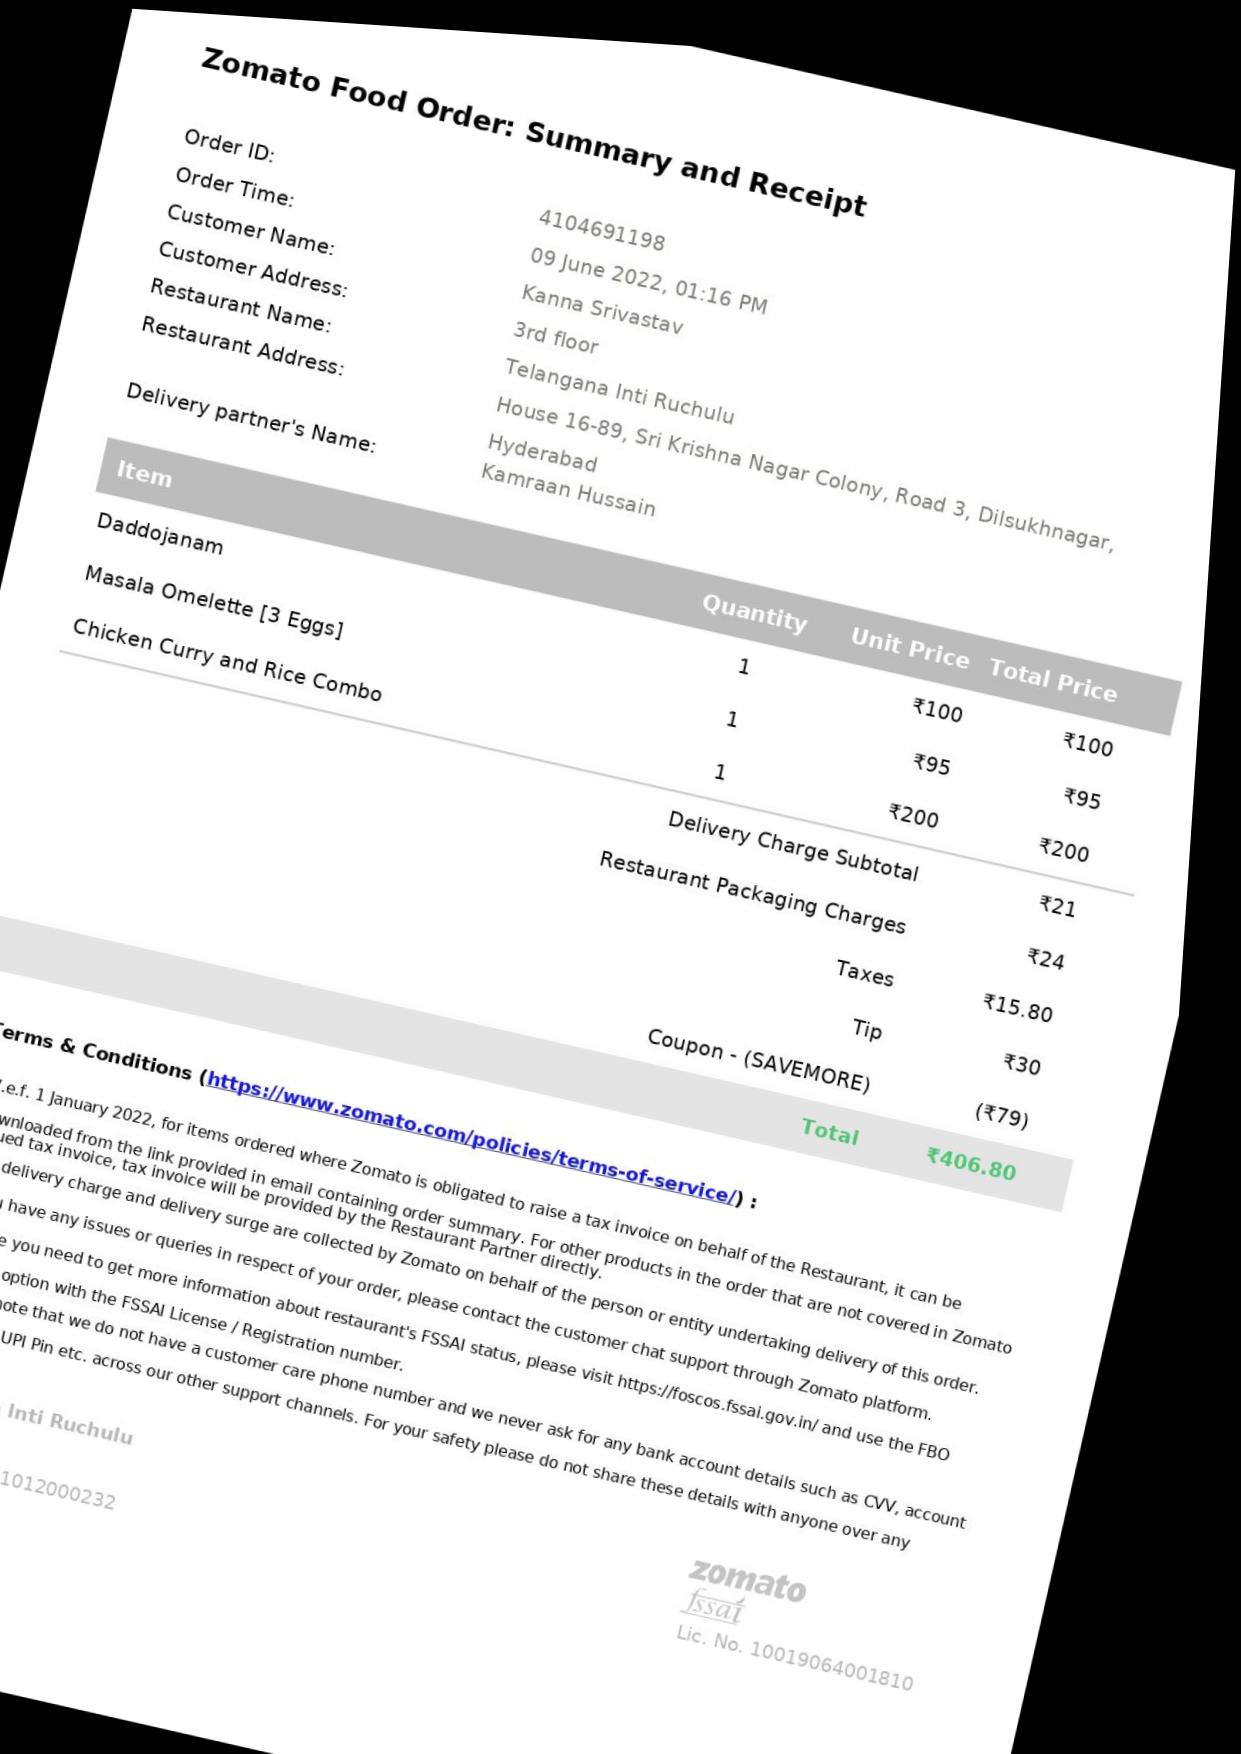 Zomato Food Order: Summary and Receipt
Order ID: 4104691198
Order Time: 09 June 2022, 01:16 PM
Customer Name: Kanna Srivastav
Customer Address: 3rd floor
Restaurant Name: Telangana Inti Ruchulu
Restaurant Address: House 16-89, Sri Krishna Nagar Colony, Road 3, Dilsukhnagar,
Hyderabad
Delivery partner's Name: Kamraan Hussain
Item Quantity Unit Price Total Price
Daddojanam 1 ₹100 ₹100
Masala Omelette [3 Eggs] 1 ₹95 ₹95
Chicken Curry and Rice Combo 1 ₹200 ₹200
Delivery Charge Subtotal ₹21
Restaurant Packaging Charges ₹24
Taxes ₹15.80
Tip ₹30
Coupon - (SAVEMORE) (₹79)
Total ₹406.80
Terms & Conditions (https://www.zomato.com/policies/terms-of-service/) :
.e.f. 1 January 2022, for items ordered where Zomato is obligated to raise a tax invoice on behalf of the Restaurant, it can be
wnloaded from the link provided in email containing order summary. For other products in the order that are not covered in Zomato
ued tax invoice, tax invoice will be provided by the Restaurant Partner directly.
delivery charge and delivery surge are collected by Zomato on behalf of the person or entity undertaking delivery of this order.
have any issues or queries in respect of your order, please contact the customer chat support through Zomato platform.
e you need to get more information about restaurant's FSSAI status, please visit https://foscos.fssai.gov.in/ and use the FBO
option with the FSSAI License / Registration number.
note that we do not have a customer care phone number and we never ask for any bank account details such as CVV, account
UPI Pin etc. across our other support channels. For your safety please do not share these details with anyone over any
Inti Ruchulu
1012000232
zomato
fssai
Lic. No. 10019064001810